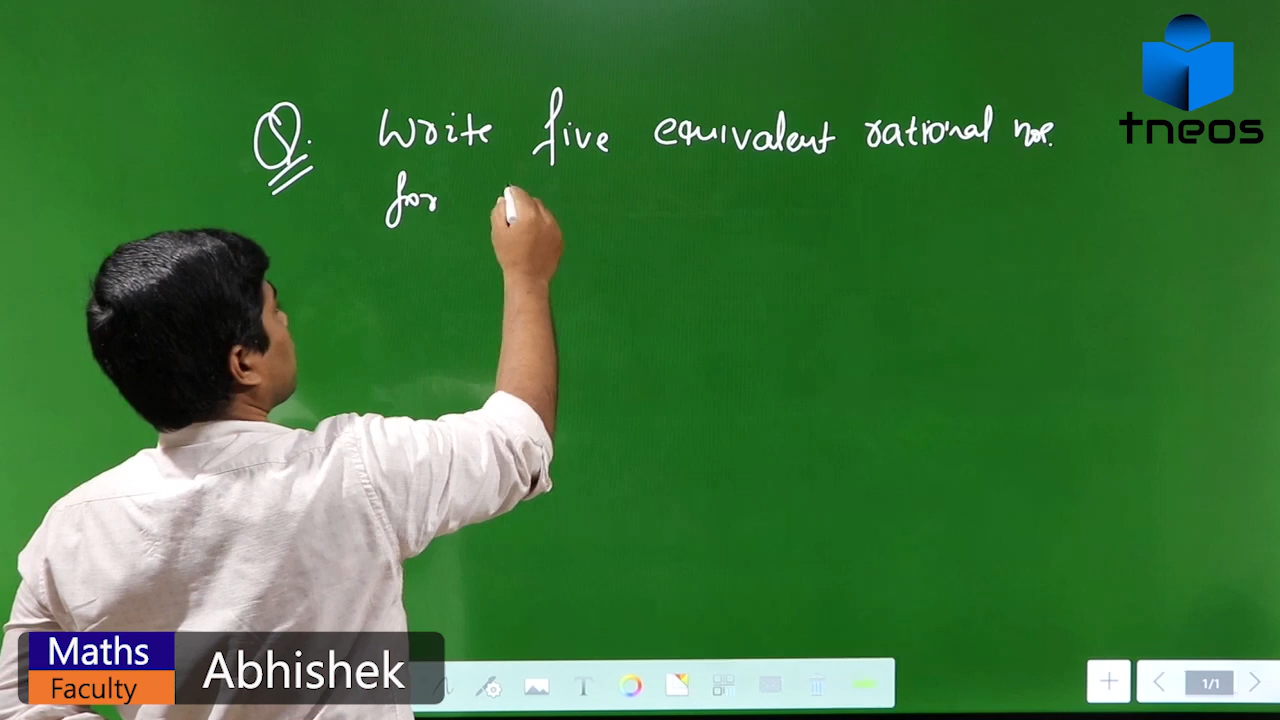 tneos
Q. Write five equivalent rational nos.
for
Maths
Faculty
Abhishek
1/1